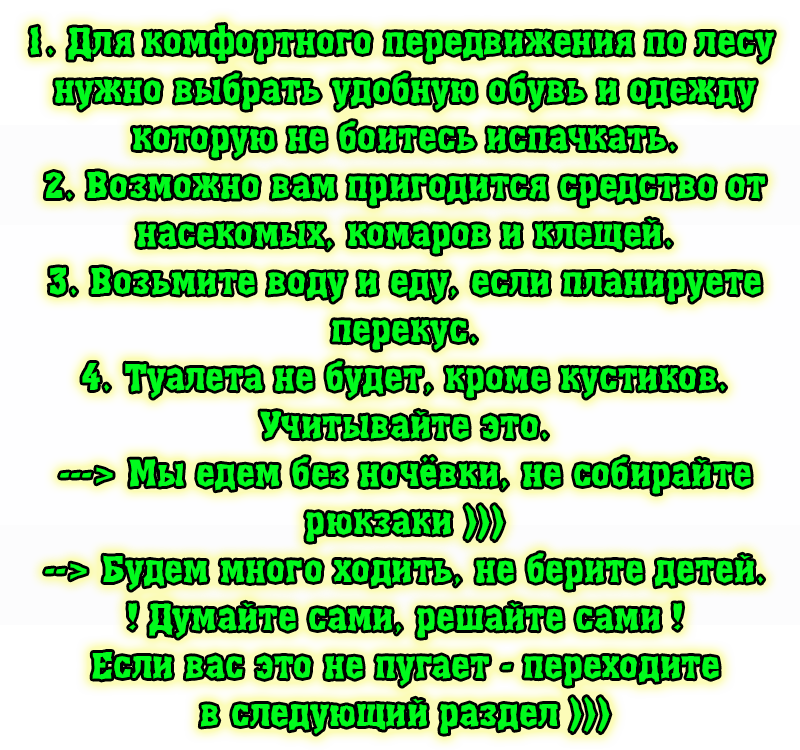 1. Для комфортного передвижения по лесу
нужно выбрать удобную обувь и одежду
которую не боитесь испачкать.
2. Возможно вам пригодится средство от
насекомых, комаров и клещей.
3. Возьмите воду и еду, если планируете
перекус.
4. Туалета не будет, кроме кустиков.
Учитывайте это.
---> Мы едем без ночёвки, не собирайте
рюкзаки )))
--> Будем много ходить, не берите детей.
! Думайте сами, решайте сами !
Если вас это не пугает - переходите
в следующий раздел )))